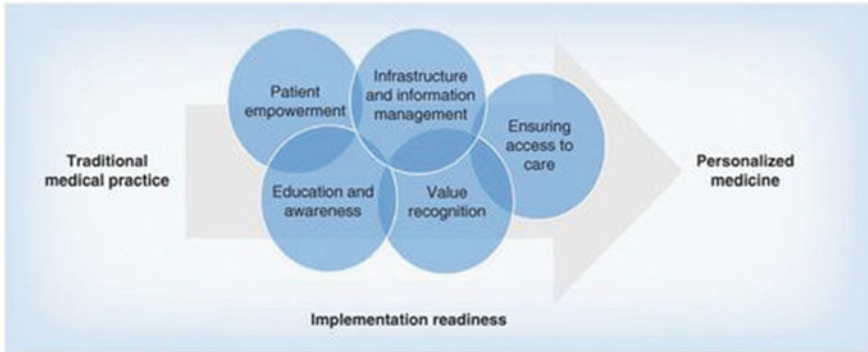 Traditional
medical practice
Patient
empowerment
Infrastructure
and information
management
Education and
awareness
Value
recognition
Ensuring
access to
care
Personalized
medicine
Implementation readiness